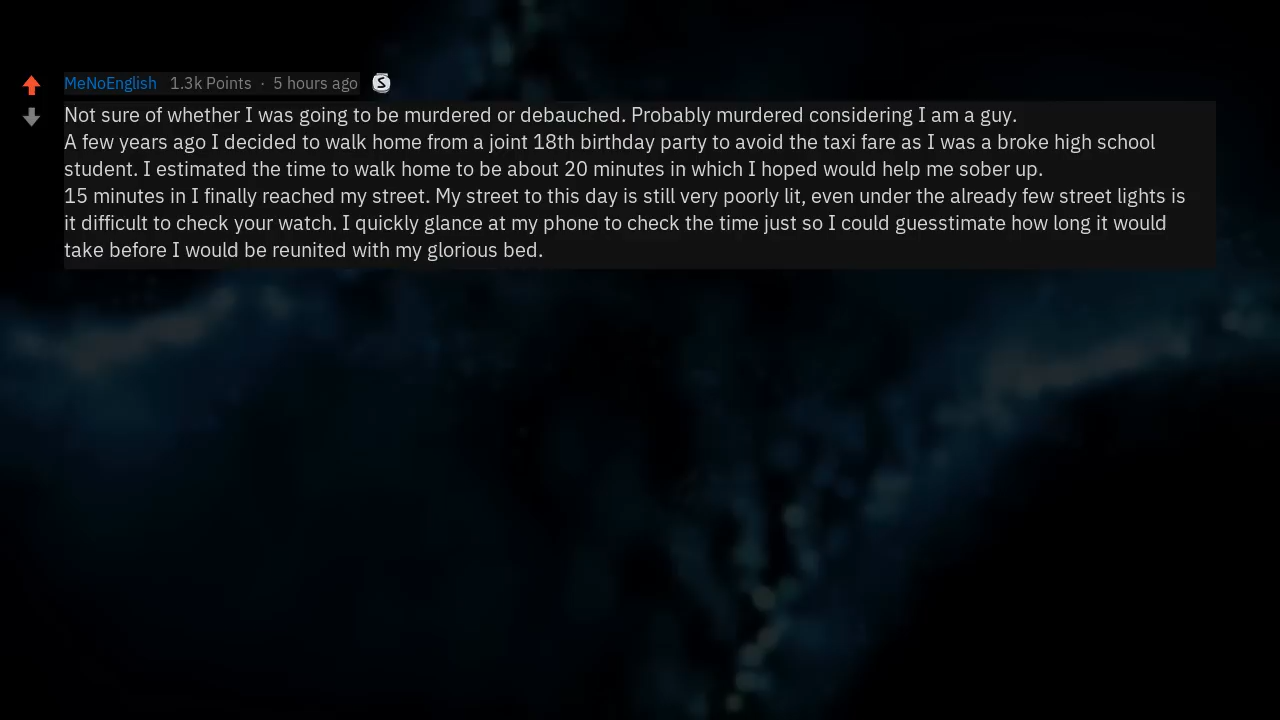 MeNoEnglish 1.3k Points · 5 hours ago S
Not sure of whether I was going to be murdered or debauched. Probably murdered considering I am a guy.
A few years ago I decided to walk home from a joint 18th birthday party to avoid the taxi fare as I was a broke high school
student. I estimated the time to walk home to be about 20 minutes in which I hoped would help me sober up.
15 minutes in I finally reached my street. My street to this day is still very poorly lit, even under the already few street lights is
it difficult to check your watch. I quickly glance at my phone to check the time just so I could guesstimate how long it would
take before I would be reunited with my glorious bed.